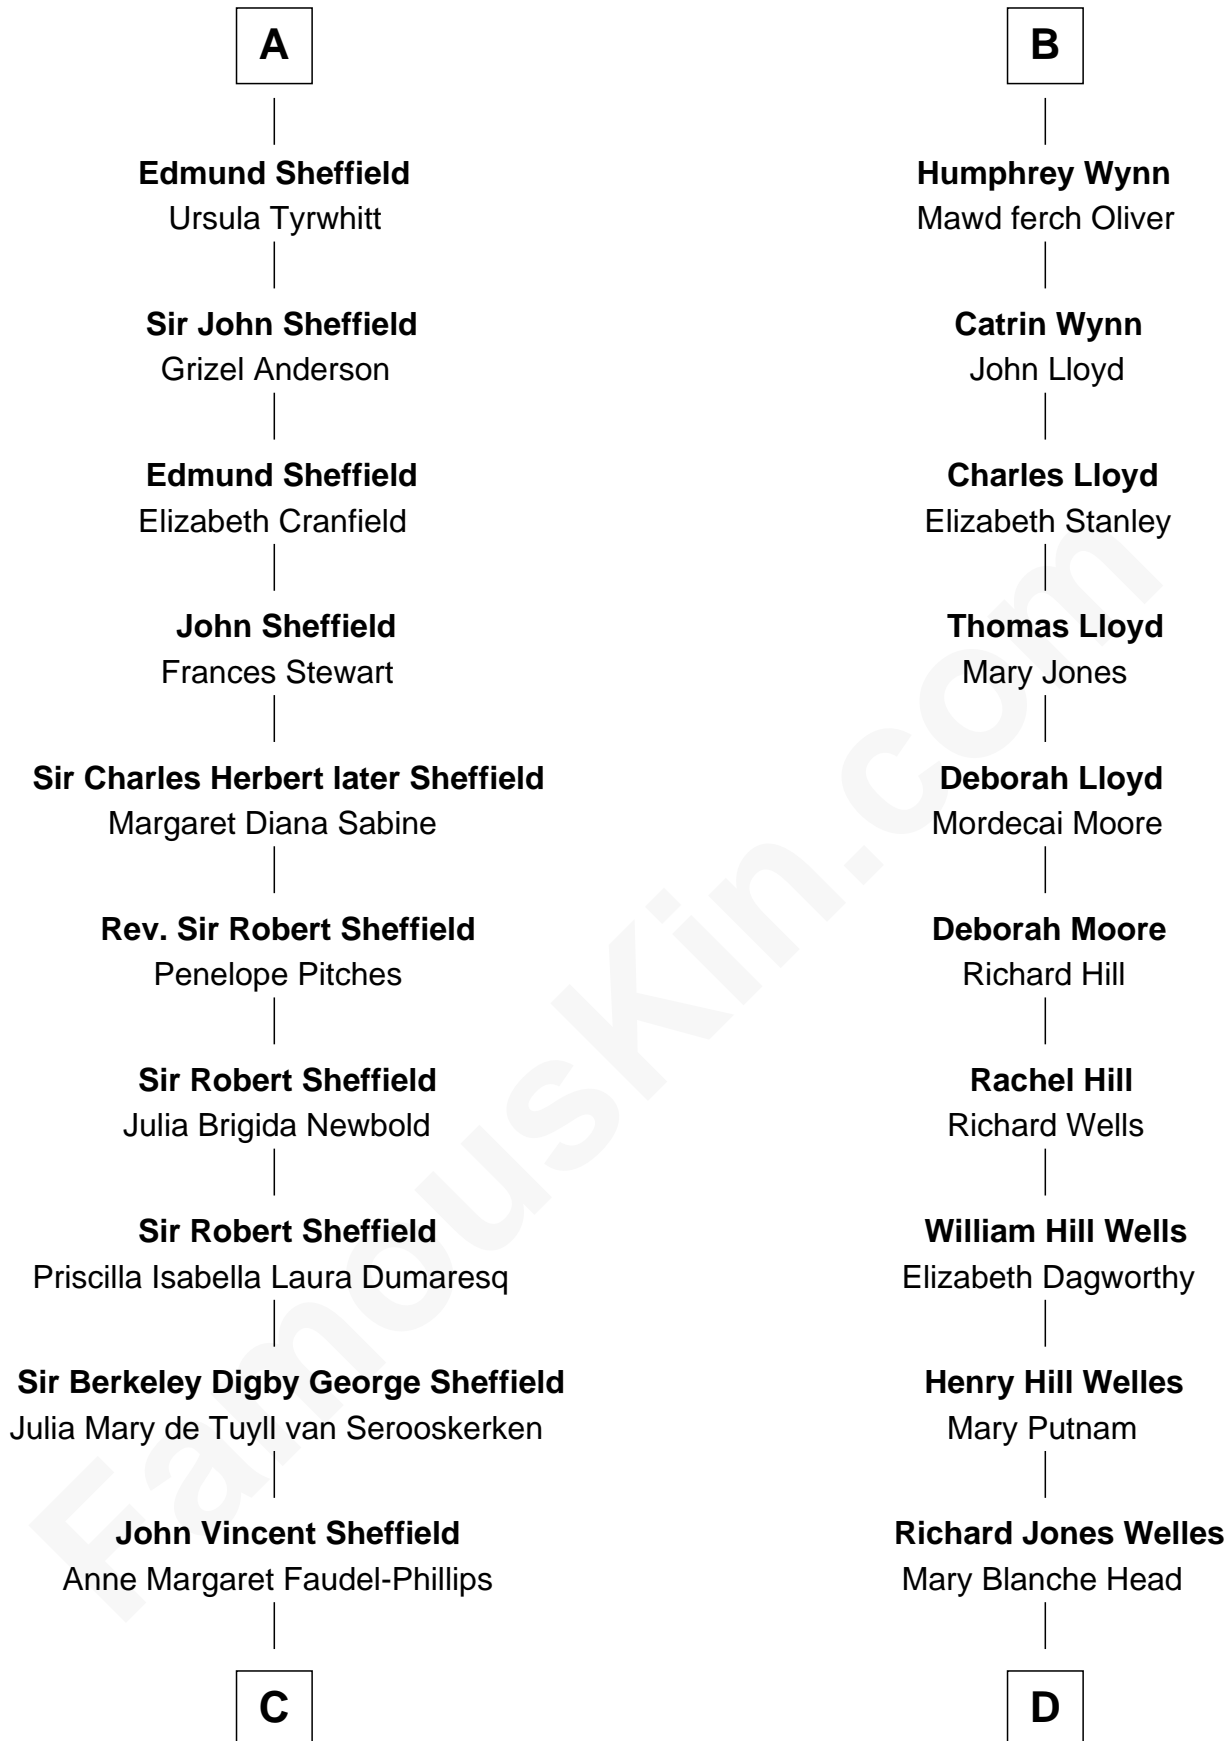 A
Edmund Sheffield
Ursula Tyrwhitt
Sir John Sheffield
Grizel Anderson
Edmund Sheffield
Elizabeth Cranfield
John Sheffield
Frances Stewart
Sir Charles Herbert later Sheffield
Margaret Diana Sabine
Rev. Sir Robert Sheffield
Penelope Pitches
Sir Robert Sheffield
Julia Brigida Newbold
Sir Robert Sheffield
Priscilla Isabella Laura Dumaresq
Sir Berkeley Digby George Sheffield
Julia Mary de Tuyll van Serooskerken
John Vincent Sheffield
Anne Margaret Faudel-Phillips
C
B
Humphrey Wynn
Mawd ferch Oliver
Catrin Wynn
John Lloyd
Charles Lloyd
Elizabeth Stanley
Thomas Lloyd
Mary Jones
Deborah Lloyd
Mordecai Moore
Deborah Moore
Richard Hill
Rachel Hill
Richard Wells
William Hill Wells
Elizabeth Dagworthy
Henry Hill Welles
Mary Putnam
Richard Jones Welles
Mary Blanche Head
D
FamousKin.com